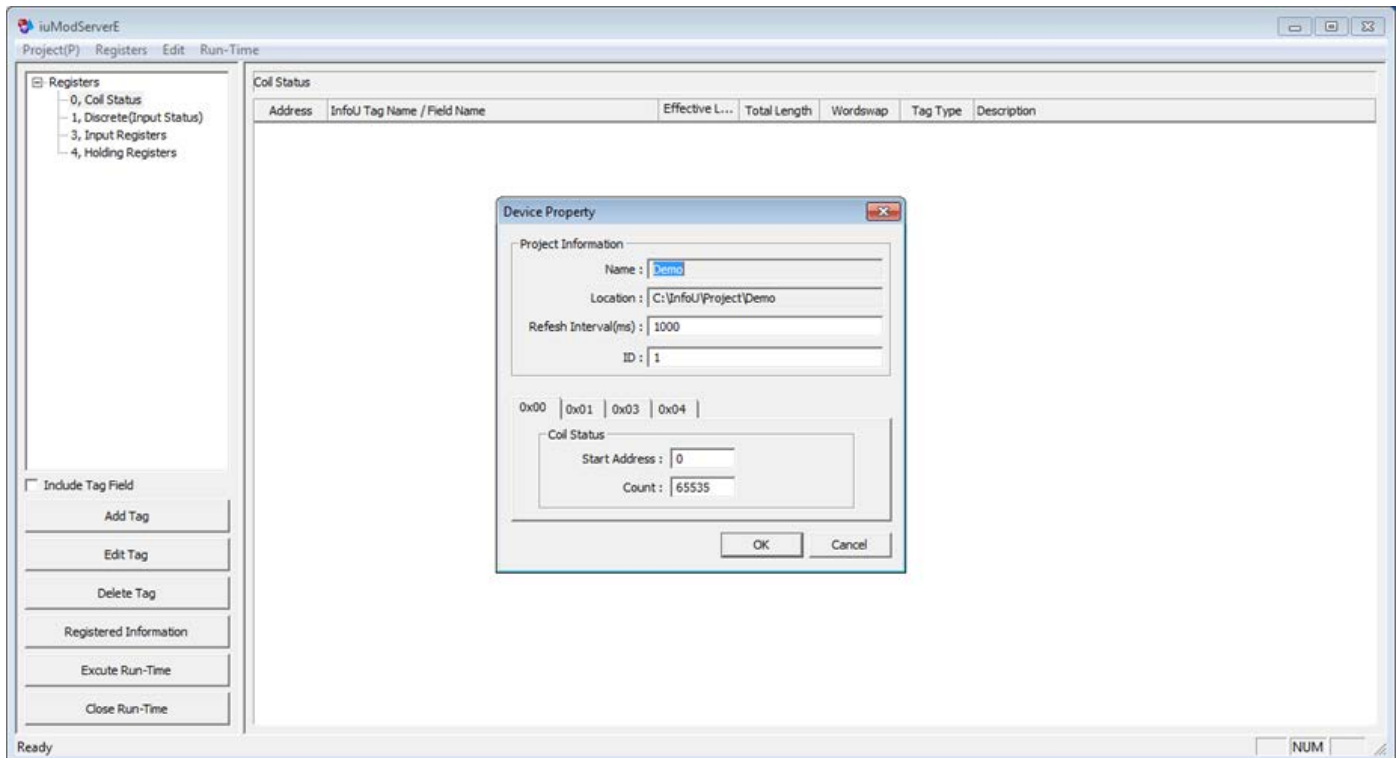 iuModServerE
Project(P) Registers Edit Run-Time
Registers
0, Coil Status
1, Discrete(Input Status)
3, Input Registers
4, Holding Registers
Include Tag Field
Add Tag
Edit Tag
Delete Tag
Registered Information
Excute Run-Time
Close Run-Time
Coil Status
Address InfoU Tag Name / Field Name Effective L... Total Length Wordswap Tag Type Description
Device Property
Project Information
Name : Demo
Location : C:\InfoU\Project\Demo
Refesh Interval(ms) : 1000
ID : 1
0x00 0x01 0x03 0x04
Coil Status
Start Address : 0
Count : 65535
OK Cancel
Ready NUM